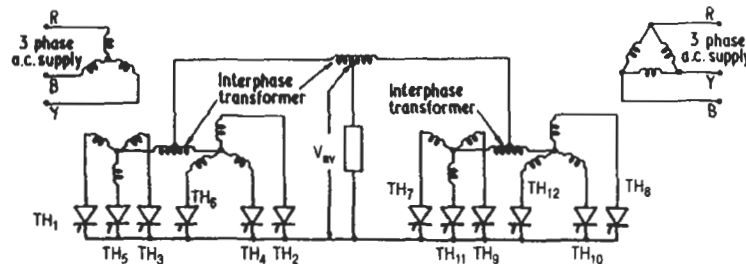 R
3 phase
a.c. supply
B
Y
Interphase
transformer
Interphase
transformer
R
3 phase
a.c. supply
Y
B
V_av
TH1
TH5
TH3
TH6
TH4
TH2
TH7
TH11
TH9
TH12
TH10
TH8